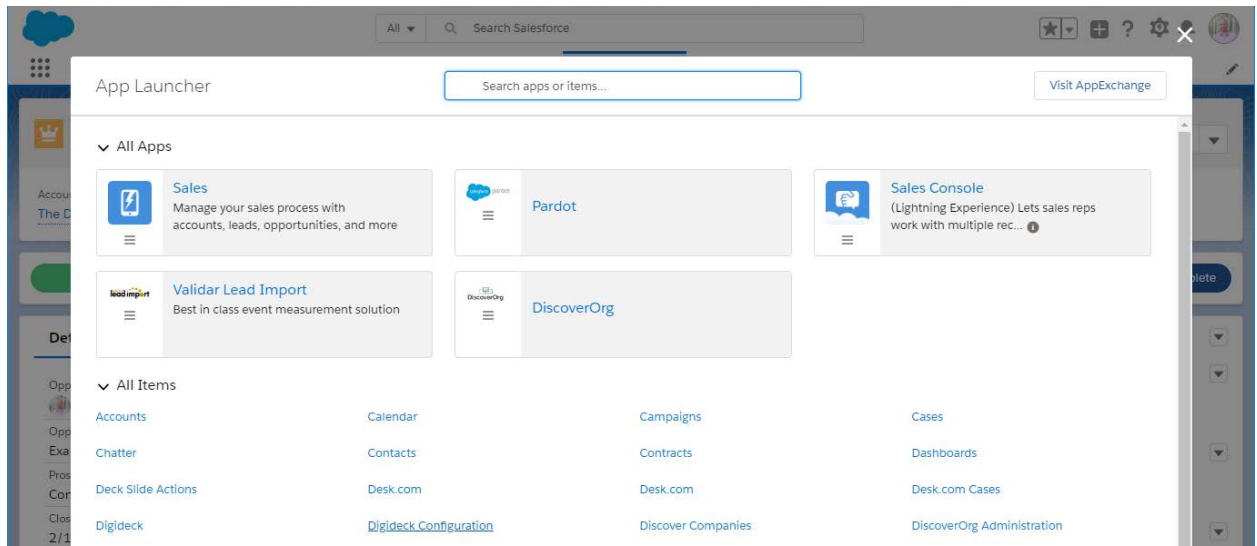 All
Search Salesforce
App Launcher
Search apps or items...
Visit AppExchange
All Apps
Sales
Manage your sales process with
accounts, leads, opportunities, and more
pardot
Pardot
Sales Console
(Lightning Experience) Lets sales reps
work with multiple rec...
lead import
Validar Lead Import
Best in class event measurement solution
DiscoverOrg
DiscoverOrg
All Items
Accounts Calendar Campaigns Cases
Chatter Contacts Contracts Dashboards
Deck Slide Actions Desk.com Desk.com Desk.com Cases
Digideck Digideck Configuration Discover Companies DiscoverOrg Administration
Accou
The D
plete
Det
Opp
Opp
Exa
Pros
Cor
Clos
2/1